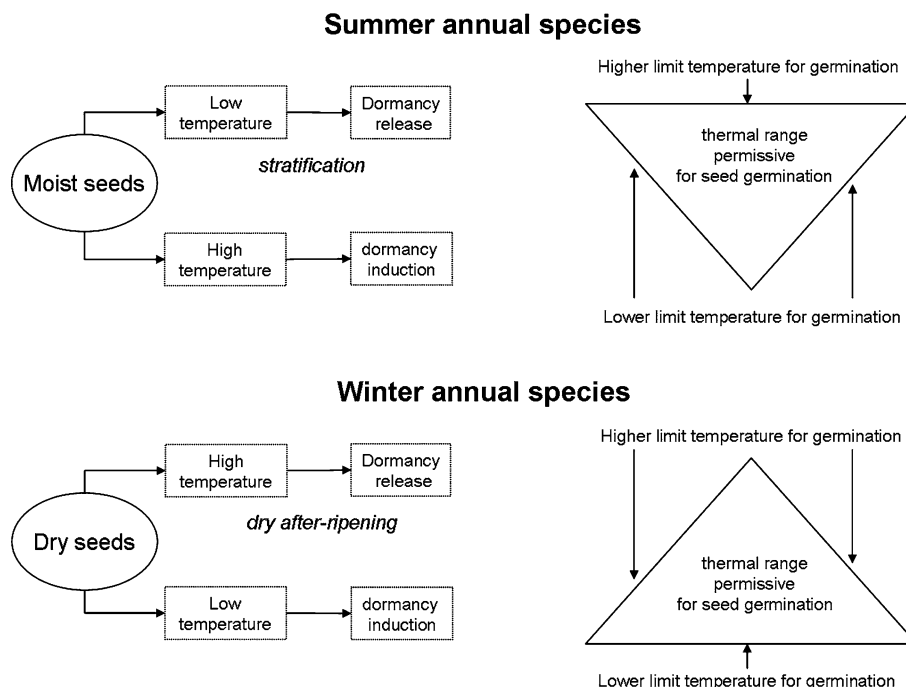 Summer annual species
Low
temperature
Dormancy
release
stratification
Moist seeds
High
temperature
dormancy
induction
Higher limit temperature for germination
thermal range
permissive
for seed germination
Lower limit temperature for germination
Winter annual species
High
temperature
Dormancy
release
dry after-ripening
Dry seeds
Low
temperature
dormancy
induction
Higher limit temperature for germination
thermal range
permissive
for seed germination
Lower limit temperature for germination